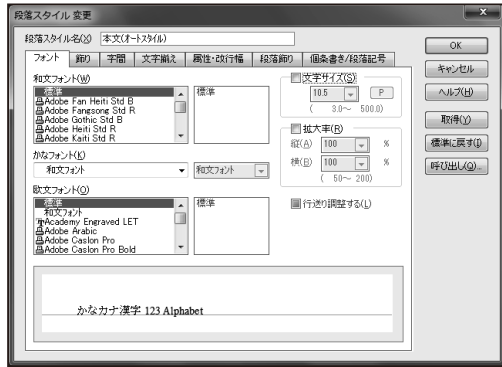 段落スタイル 変更
段落スタイル名(X) 本文(オートスタイル)
OK
キャンセル
ヘルプ(H)
取得(Y)
標準に戻す(I)
呼び出し(Q)...
フォント 飾り 字間 文字揃え 属性・改行幅 段落飾り 個条書き/段落記号
和文フォント(W)
標準
Adobe Fan Heiti Std B
Adobe Fangsong Std R
Adobe Gothic Std B
Adobe Heiti Std R
Adobe Kaiti Std R
標準
文字サイズ(S)
10.5 P
( 3.0～ 500.0)
拡大率(R)
縦(A) 100 %
横(B) 100 %
( 50～ 200)
かなフォント(K)
和文フォント 和文フォント
欧文フォント(O)
標準
和文フォント
Academy Engraved LET
Adobe Arabic
Adobe Caslon Pro
Adobe Caslon Pro Bold
標準
行送り調整する(L)
かなカナ漢字 123 Alphabet